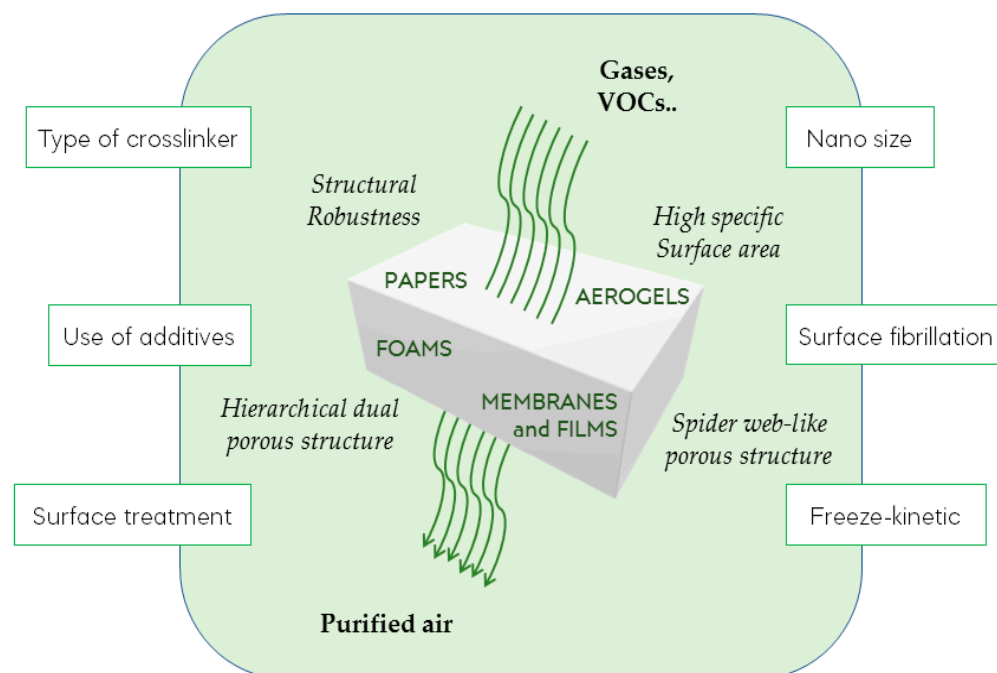 Gases,
VOCs..
Type of crosslinker
Nano size
Structural
Robustness
High specific
Surface area
PAPERS
AEROGELS
Use of additives
Surface fibrillation
FOAMS
MEMBRANES
and FILMS
Hierarchical dual
porous structure
Spider web-like
porous structure
Surface treatment
Freeze-kinetic
Purified air